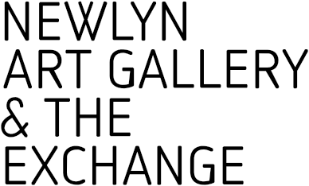 NEWLYN
ART GALLERY
& THE
EXCHANGE